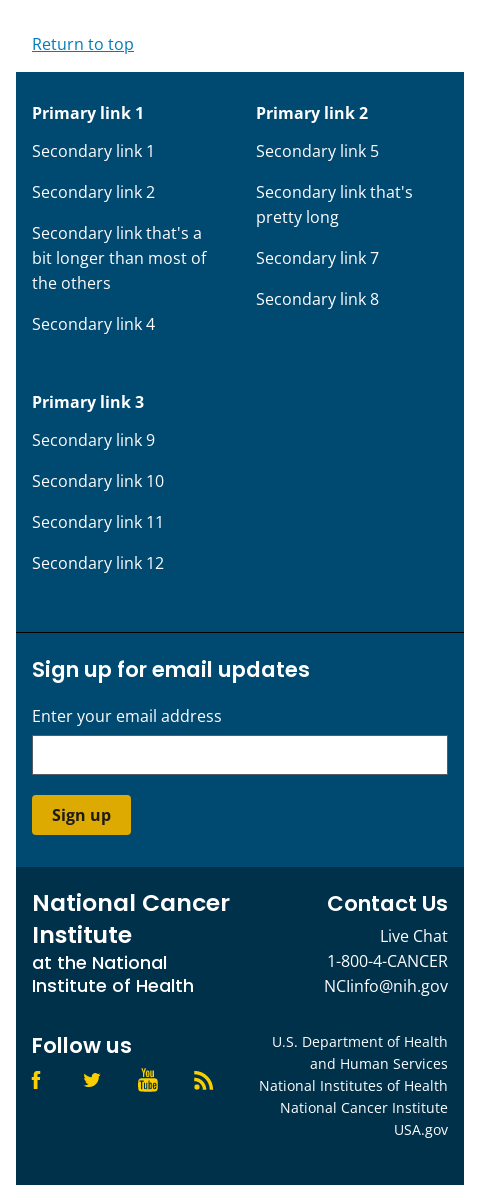 Return to top
Primary link 1
Secondary link 1
Secondary link 2
Secondary link that's a
bit longer than most of
the others
Secondary link 4
Primary link 2
Secondary link 5
Secondary link that's
pretty long
Secondary link 7
Secondary link 8
Primary link 3
Secondary link 9
Secondary link 10
Secondary link 11
Secondary link 12
Sign up for email updates
Enter your email address
Sign up
National Cancer
Institute
at the National
Institute of Health
Contact Us
Live Chat
1-800-4-CANCER
NCIinfo@nih.gov
Follow us
You
Tube
U.S. Department of Health
and Human Services
National Institutes of Health
National Cancer Institute
USA.gov